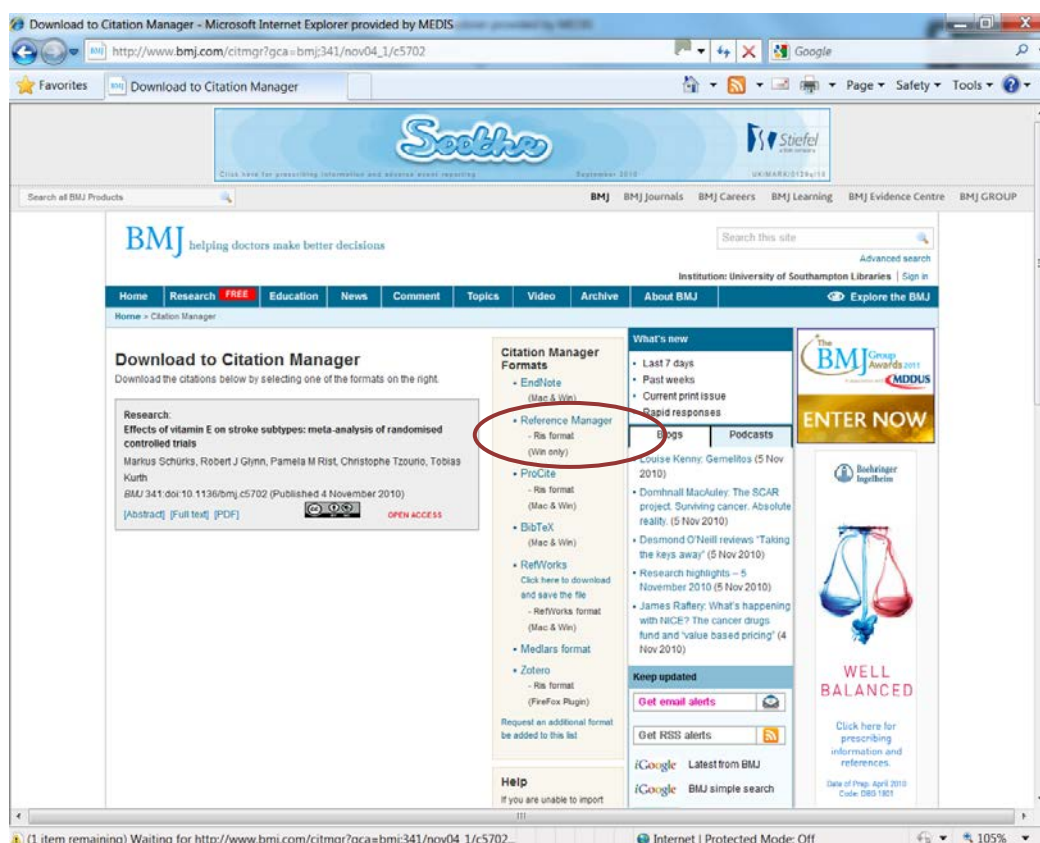 Download to Citation Manager - Microsoft Internet Explorer provided by MEDIS
http://www.bmj.com/citmgr?gca=bmj;341/nov04_1/c5702
Google
Favorites
Download to Citation Manager
Page
Safety
Tools
Soothe
Stiefel
Click here for prescribing information and adverse event reporting
September 2010
Search all BMJ Products
BMJ BMJ Journals BMJ Careers BMJ Learning BMJ Evidence Centre BMJ GROUP
BMJ helping doctors make better decisions
Search this site
Advanced search
Institution: University of Southampton Libraries | Sign in
Home Research FREE Education News Comment Topics Video Archive About BMJ Explore the BMJ
Home > Citation Manager
Download to Citation Manager
Download the citations below by selecting one of the formats on the right.
Research:
Effects of vitamin E on stroke subtypes: meta-analysis of randomised
controlled trials
Markus Schürks, Robert J Glynn, Pamela M Rist, Christophe Tzourio, Tobias
Kurth
BMJ 341:doi:10.1136/bmj.c5702 (Published 4 November 2010)
[Abstract] [Full text] [PDF]
OPEN ACCESS
Citation Manager
Formats
• EndNote
(Mac & Win)
• Reference Manager
- Ris format
(Win only)
• ProCite
- Ris format
(Mac & Win)
• BibTeX
(Mac & Win)
• RefWorks
Click here to download
and save the file
- RefWorks format
(Mac & Win)
• Medlars format
• Zotero
- Ris format
(FireFox Plugin)
Request an additional format
be added to this list
Help
If you are unable to import
What's new
• Last 7 days
• Past weeks
• Current print issue
• Rapid responses
Blogs
Podcasts
• Louise Kenny: Gemelitos (5 Nov
2010)
• Domhnall MacAuley: The SCAR
project. Surviving cancer. Absolute
reality. (5 Nov 2010)
• Desmond O'Neill reviews "Taking
the keys away" (5 Nov 2010)
• Research highlights – 5
November 2010 (5 Nov 2010)
• James Raftery: What's happening
with NICE? The cancer drugs
fund and "value based pricing" (4
Nov 2010)
Keep updated
Get email alerts
Get RSS alerts
iGoogle Latest from BMJ
iGoogle BMJ simple search
The
BMJ Group
Awards 2011
MDDUS
ENTER NOW
Boehringer
Ingelheim
WELL
BALANCED
Click here for
prescribing
information and
references.
Date of Prep: April 2010
(1 item remaining) Waiting for http://www.bmj.com/citmgr?gca=bmj;341/nov04_1/c5702...
Internet | Protected Mode: Off
105%